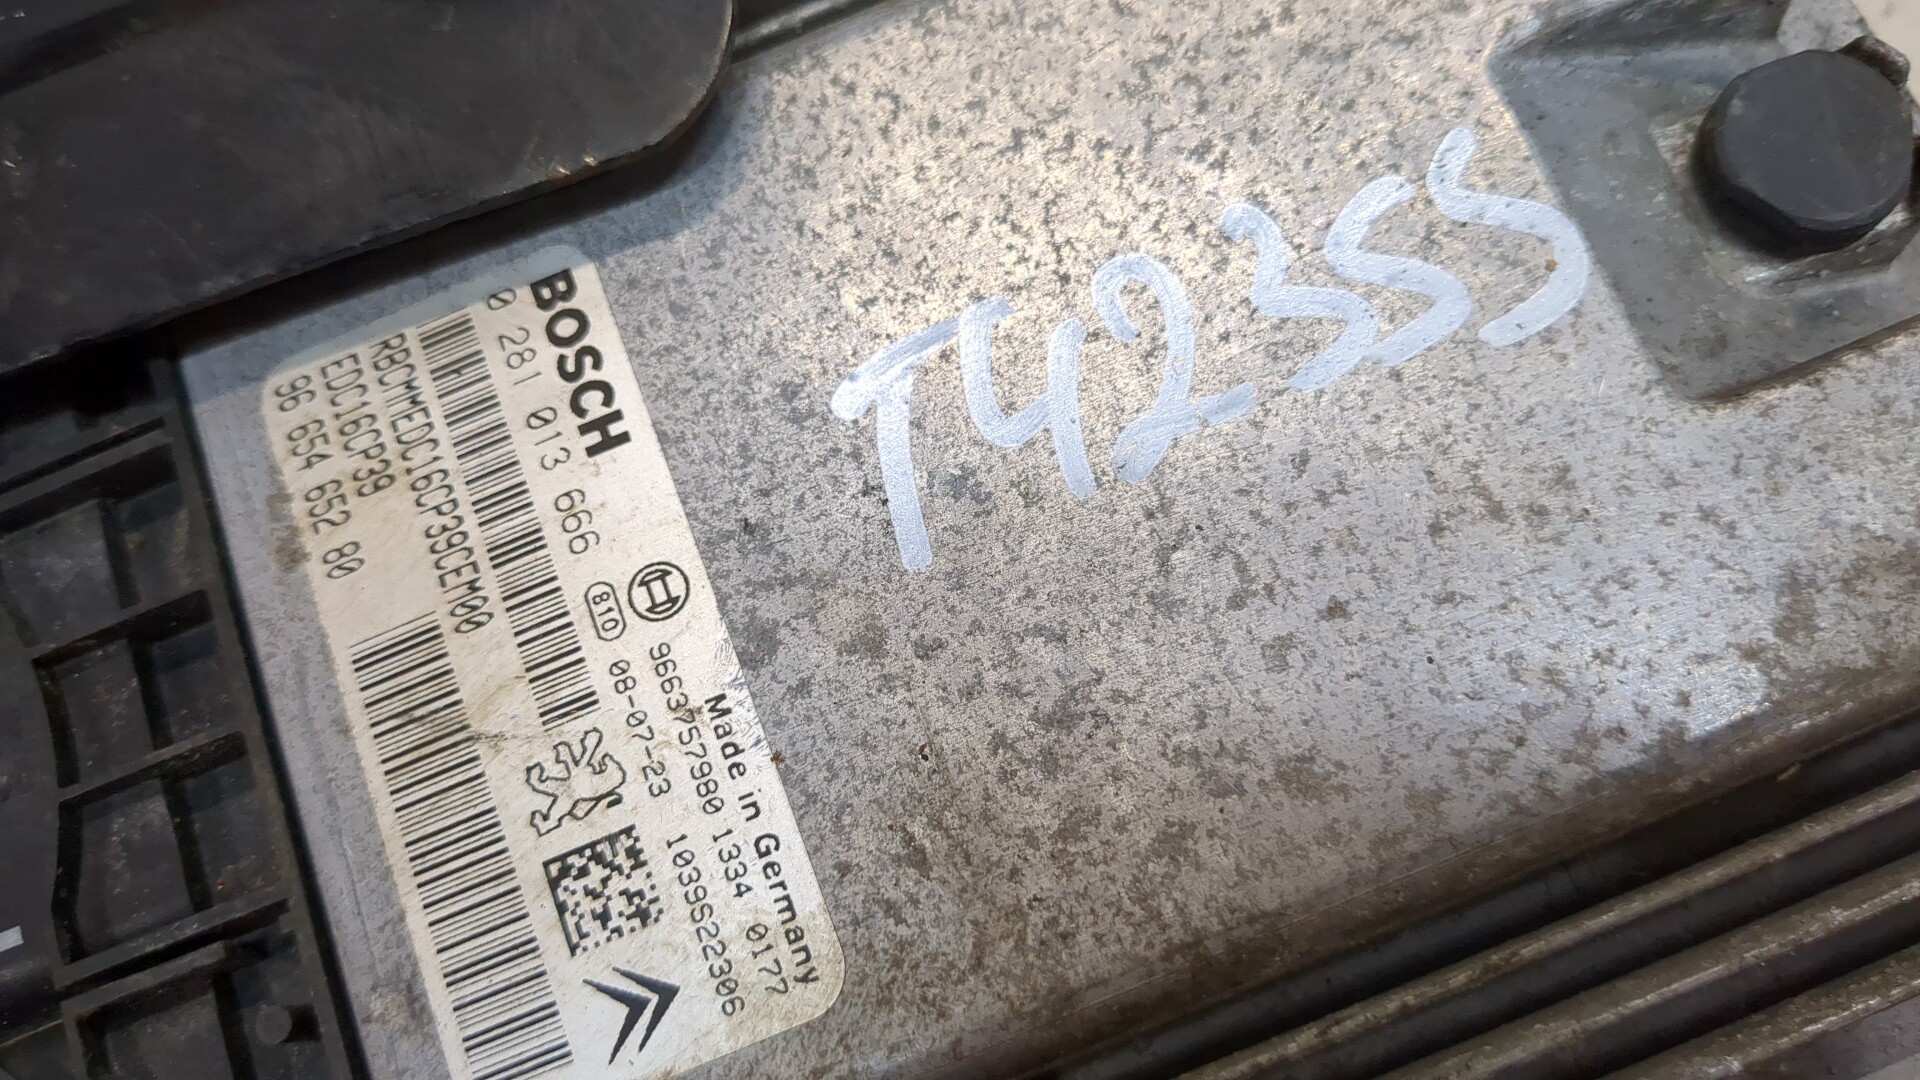 BOSCH
0 281 013 666
810
08-07-23
RBCMMEDC16CP39CEM00
EDC16CP39
96 654 652 80
Made in Germany
9663757980 1334 0177
1039S22306
T42355